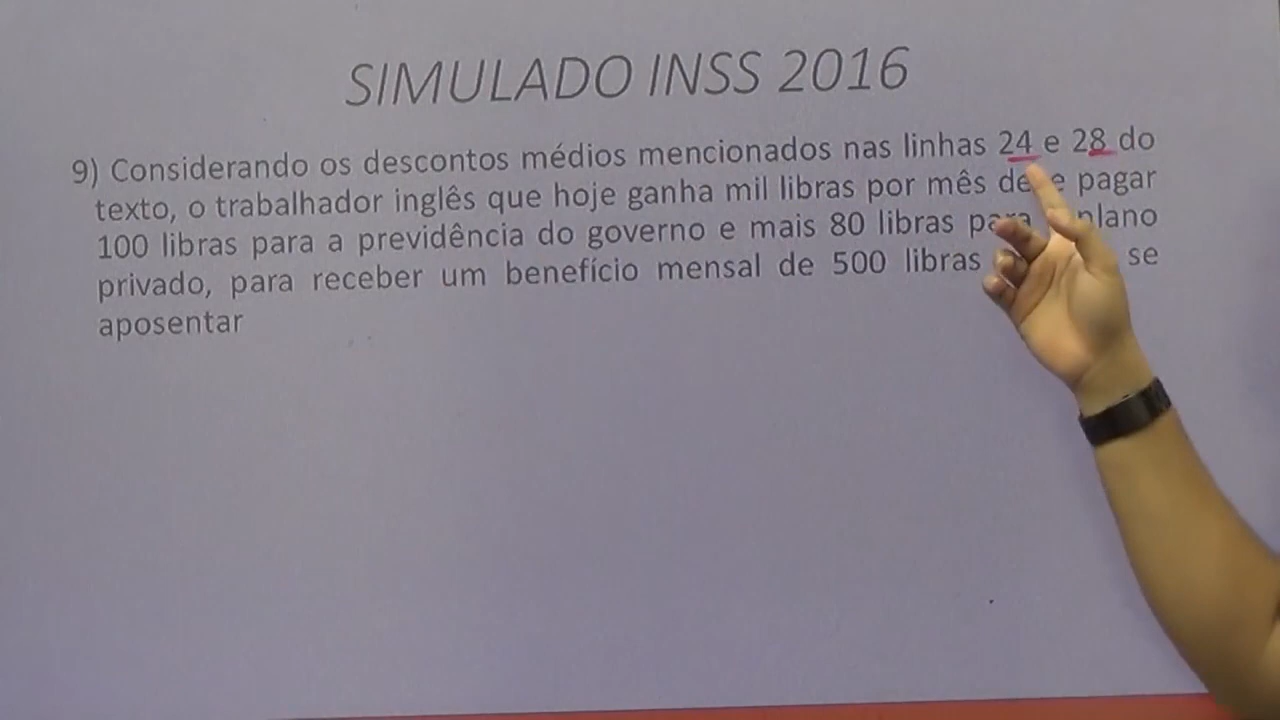 SIMULADO INSS 2016
9) Considerando os descontos médios mencionados nas linhas 24 e 28 do
texto, o trabalhador inglês que hoje ganha mil libras por mês deve pagar
100 libras para a previdência do governo e mais 80 libras para plano
privado, para receber um benefício mensal de 500 libras se
aposentar